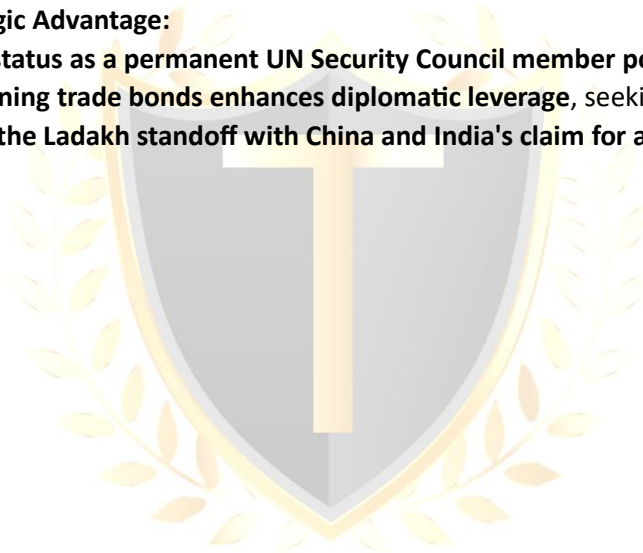 gic Advantage:
status as a permanent UN Security Council member po
ning trade bonds enhances diplomatic leverage, seeki
the Ladakh standoff with China and India's claim for a
T